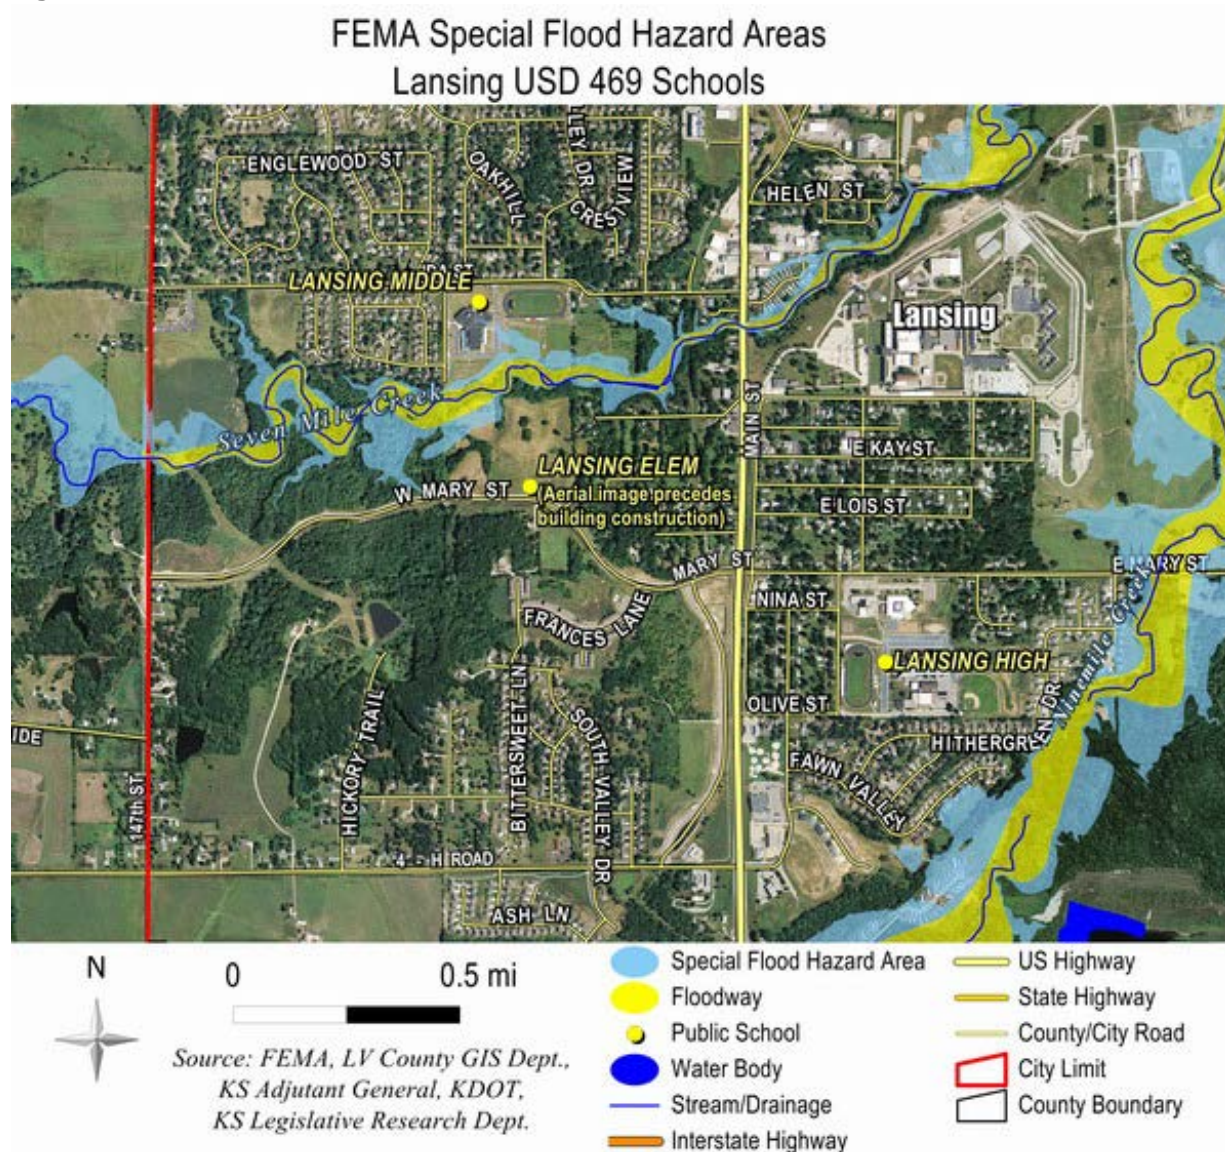 FEMA Special Flood Hazard Areas
Lansing USD 469 Schools
ENGLEWOOD ST
OAKHILL
LLEY DR
CRESTVIEW
HELEN ST
LANSING MIDDLE
Lansing
Seven Mile Creek
MAIN ST
E KAY ST
LANSING ELEM
(Aerial image precedes
building construction)
W MARY ST
E LOIS ST
MARY ST
E MARY ST
NINA ST
FRANCES LANE
LANSING HIGH
Ninemile Creek
OLIVE ST
HITHERGRE EN DR
IDE
147th ST
HICKORY TRAIL
BITTERSWEET LN
SOUTH VALLEY DR
FAWN VALLEY
4 - H ROAD
ASH LN
N
0 0.5 mi
Source: FEMA, LV County GIS Dept.,
KS Adjutant General, KDOT,
KS Legislative Research Dept.
Special Flood Hazard Area
Floodway
Public School
Water Body
Stream/Drainage
Interstate Highway
US Highway
State Highway
County/City Road
City Limit
County Boundary